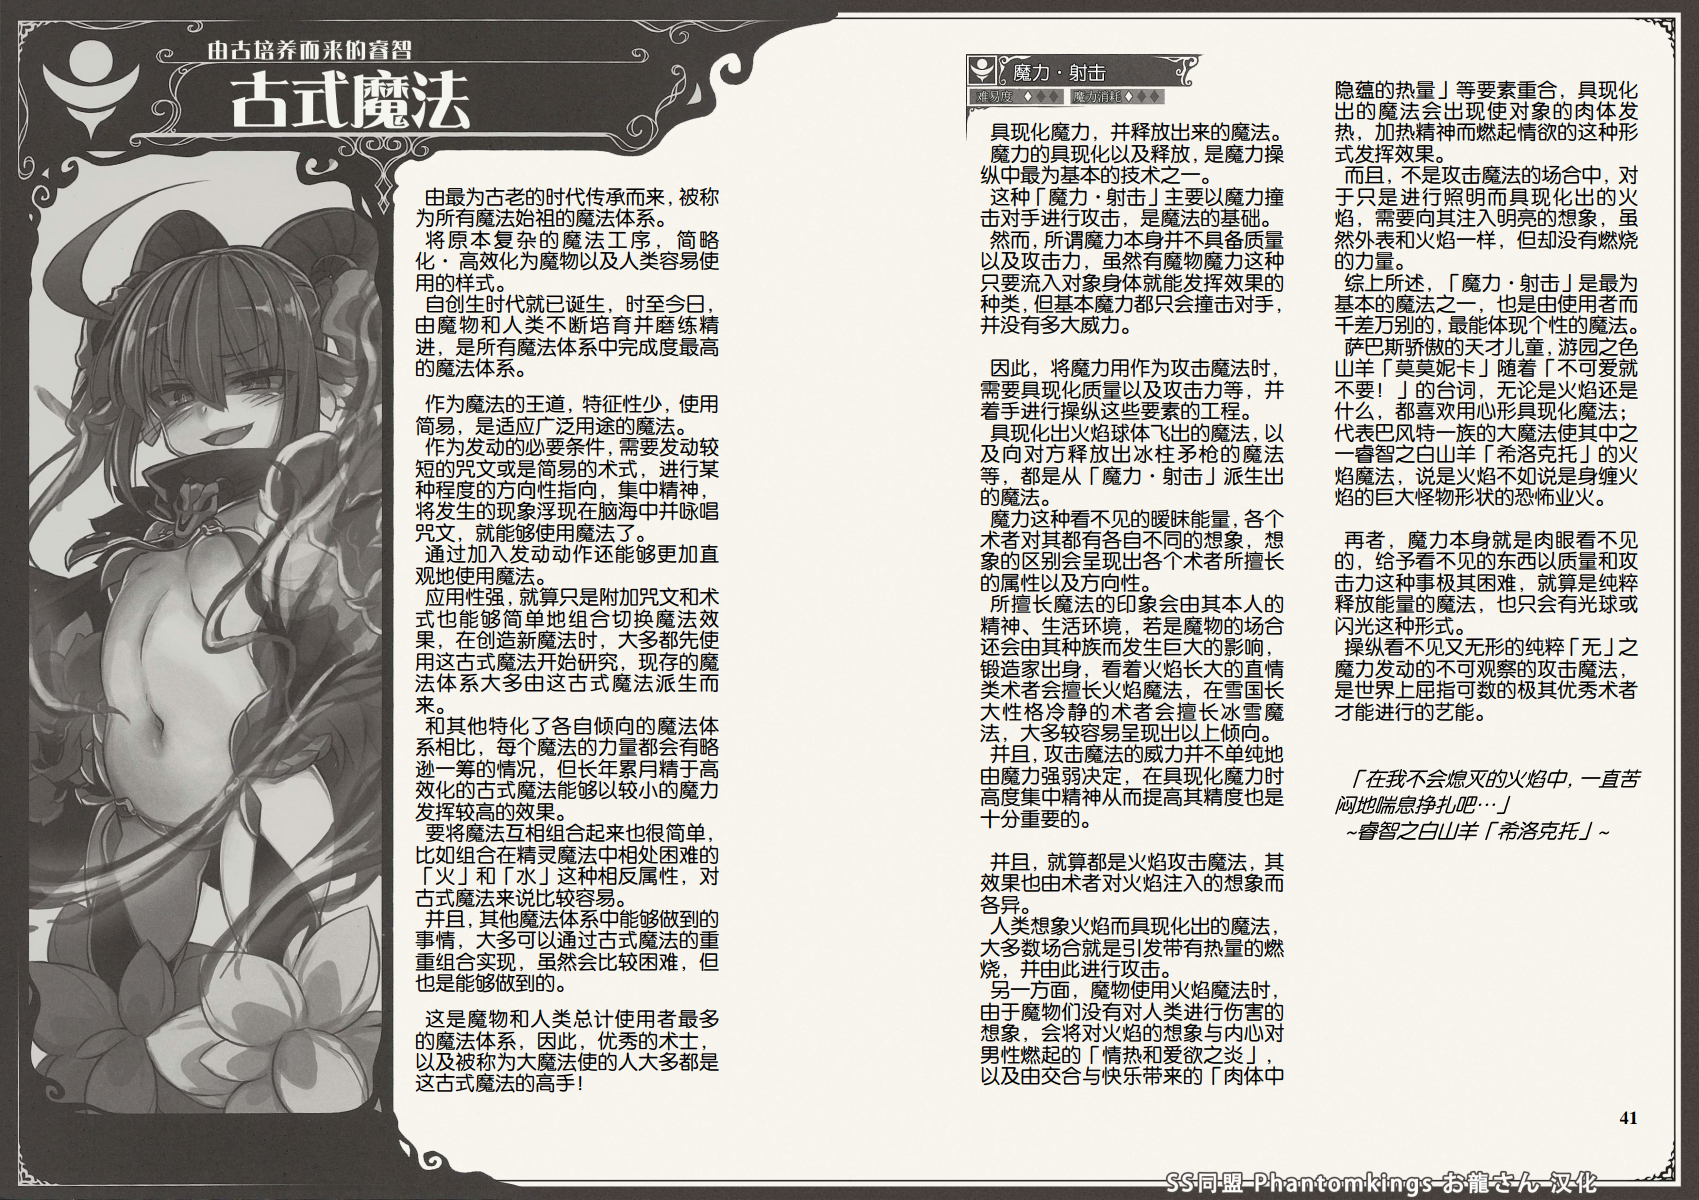 由古培养而来的睿智
古式魔法
由最为古老的时代传承而来，被称
为所有魔法始祖的魔法体系。
将原本复杂的魔法工序，简略
化・高效化为魔物以及人类容易使
用的样式。
自创生时代就已诞生，时至今日，
由魔物和人类不断培育并磨练精
进，是所有魔法体系中完成度最高
的魔法体系。
作为魔法的王道，特征性少，使用
简易，是适应广泛用途的魔法。
作为发动的必要条件，需要发动较
短的咒文或是简易的术式，进行某
种程度的方向性指向，集中精神，
将发生的现象浮现在脑海中并咏唱
咒文，就能够使用魔法了。
通过加入发动动作还能够更加直
观地使用魔法。
应用性强，就算只是附加咒文和术
式也能够简单地组合切换魔法效
果，在创造新魔法时，大多都先使
用这古式魔法开始研究，现存的魔
法体系大多由这古式魔法派生而
来。
和其他特化了各自倾向的魔法体
系相比，每个魔法的力量都会有略
逊一筹的情况，但长年累月精于高
效化的古式魔法能够以较小的魔力
发挥较高的效果。
要将魔法互相组合起来也很简单，
比如组合在精灵魔法中相处困难的
「火」和「水」这种相反属性，对
古式魔法来说比较容易。
并且，其他魔法体系中能够做到的
事情，大多可以通过古式魔法的重
重组合实现，虽然会比较困难，但
也是能够做到的。
这是魔物和人类总计使用者最多
的魔法体系，因此，优秀的术士，
以及被称为大魔法使的人大多都是
这古式魔法的高手！
魔力・射击
难易度 ♦♦♦ 魔力消耗 ♦♦♦
具现化魔力，并释放出来的魔法。
魔力的具现化以及释放，是魔力操
纵中最为基本的技术之一。
这种「魔力・射击」主要以魔力撞
击对手进行攻击，是魔法的基础。
然而，所谓魔力本身并不具备质量
以及攻击力，虽然有魔物魔力这种
只要流入对象身体就能发挥效果的
种类，但基本魔力都只会撞击对手，
并没有多大威力。
因此，将魔力用作为攻击魔法时，
需要具现化质量以及攻击力等，并
着手进行操纵这些要素的工程。
具现化出火焰球体飞出的魔法，以
及向对方释放出冰柱矛枪的魔法
等，都是从「魔力・射击」派生出
的魔法。
魔力这种看不见的暧昧能量，各个
术者对其都有各自不同的想象，想
象的区别会呈现出各个术者所擅长
的属性以及方向性。
所擅长魔法的印象会由其本人的
精神、生活环境，若是魔物的场合
还会由其种族而发生巨大的影响，
锻造家出身，看着火焰长大的直情
类术者会擅长火焰魔法，在雪国长
大性格冷静的术者会擅长冰雪魔
法，大多较容易呈现出以上倾向。
并且，攻击魔法的威力并不单纯地
由魔力强弱决定，在具现化魔力时
高度集中精神从而提高其精度也是
十分重要的。
并且，就算都是火焰攻击魔法，其
效果也由术者对火焰注入的想象而
各异。
人类想象火焰而具现化出的魔法，
大多数场合就是引发带有热量的燃
烧，并由此进行攻击。
另一方面，魔物使用火焰魔法时，
由于魔物们没有对人类进行伤害的
想象，会将对火焰的想象与内心对
男性燃起的「情热和爱欲之炎」，
以及由交合与快乐带来的「肉体中
隐蕴的热量」等要素重合，具现化
出的魔法会出现使对象的肉体发
热，加热精神而燃起情欲的这种形
式发挥效果。
而且，不是攻击魔法的场合中，对
于只是进行照明而具现化出的火
焰，需要向其注入明亮的想象，虽
然外表和火焰一样，但却没有燃烧
的力量。
综上所述，「魔力・射击」是最为
基本的魔法之一，也是由使用者而
千差万别的，最能体现个性的魔法。
萨巴斯骄傲的天才儿童，游园之色
山羊「莫莫妮卡」随着「不可爱就
不要！」的台词，无论是火焰还是
什么，都喜欢用心形具现化魔法；
代表巴风特一族的大魔法使其中之
一睿智之白山羊「希洛克托」的火
焰魔法，说是火焰不如说是身缠火
焰的巨大怪物形状的恐怖业火。
再者，魔力本身就是肉眼看不见
的，给予看不见的东西以质量和攻
击力这种事极其困难，就算是纯粹
释放能量的魔法，也只会有光球或
闪光这种形式。
操纵看不见又无形的纯粹「无」之
魔力发动的不可观察的攻击魔法，
是世界上屈指可数的极其优秀术者
才能进行的艺能。
「在我不会熄灭的火焰中，一直苦
闷地喘息挣扎吧…」
~睿智之白山羊「希洛克托」~
41
SS同盟 Phantomkings お龍さん 汉化